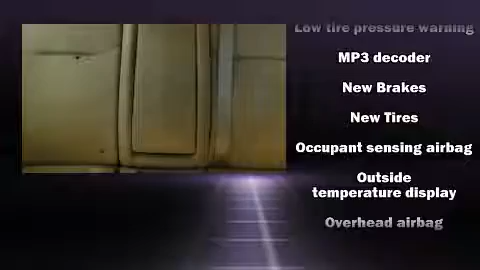 Low tire pressure warning
MP3 decoder
New Brakes
New Tires
Occupant sensing airbag
Outside
temperature display
Overhead airbag